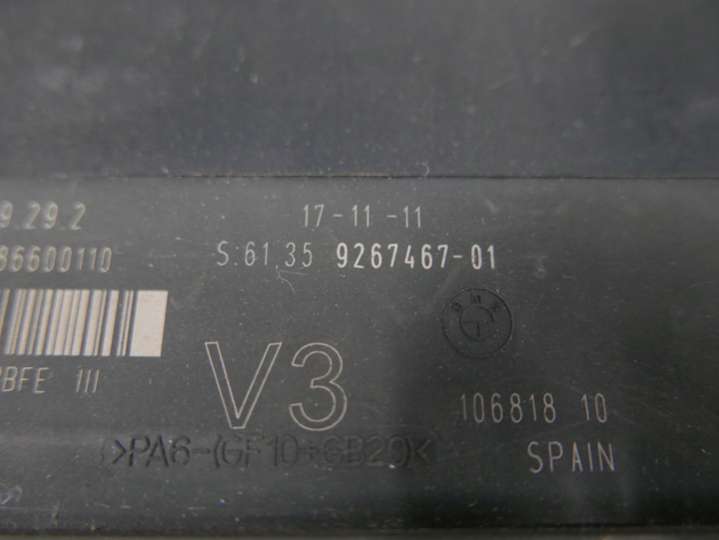 9.29.2
17-11-11
86600110
S:61.35 9267467-01
BMW
BFE III
V3
106818 10
>PA6-(GF10+GB20)<
SPAIN